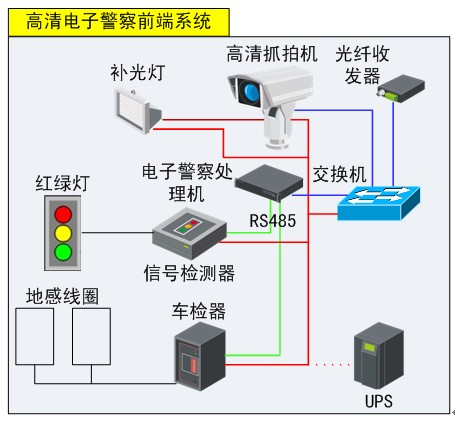 高清电子警察前端系统
高清抓拍机
光纤收
发器
补光灯
电子警察处
理机
交换机
红绿灯
RS485
信号检测器
地感线圈
车检器
UPS